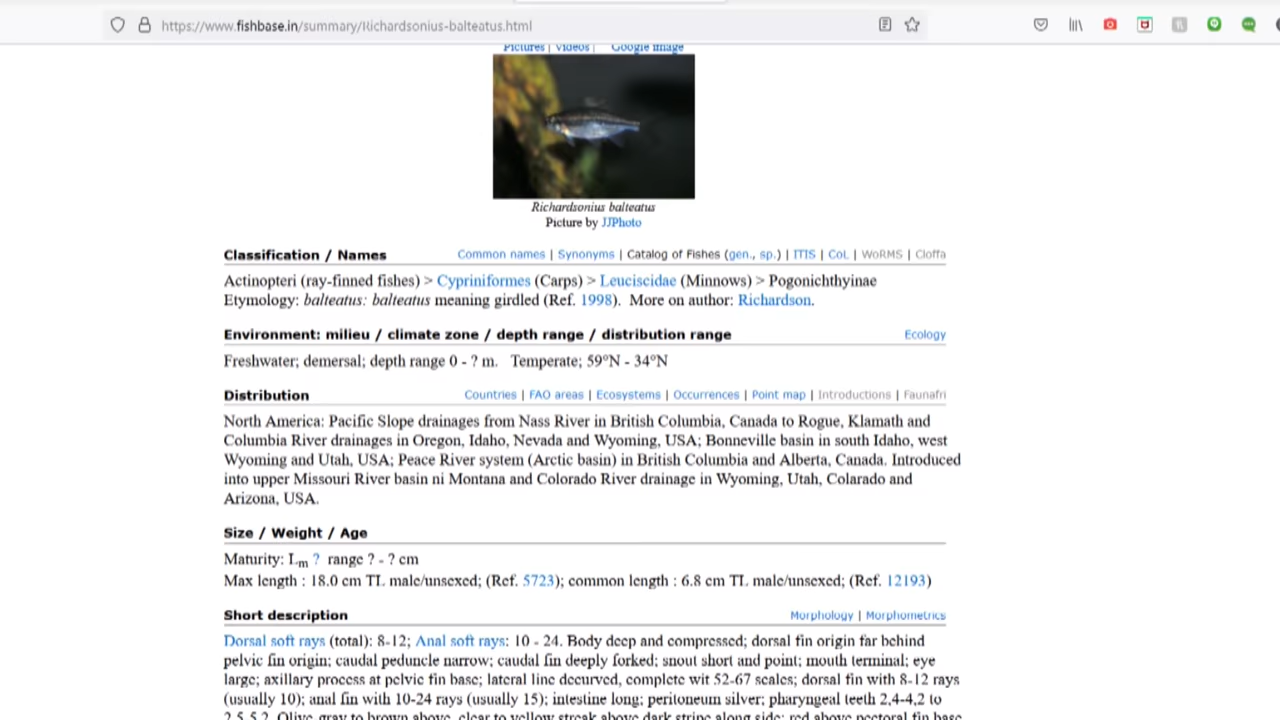 https://www.fishbase.in/summary/Richardsonius-balteatus.html
Pictures | Videos | Google image
Richardsonius balteatus
Picture by JJPhoto
Classification / Names Common names | Synonyms | Catalog of Fishes (gen., sp.) | ITIS | CoL | WoRMS | Cloffa
Actinopteri (ray-finned fishes) > Cypriniformes (Carps) > Leuciscidae (Minnows) > Pogonichthyinae
Etymology: balteatus: balteatus meaning girdled (Ref. 1998). More on author: Richardson.
Environment: milieu / climate zone / depth range / distribution range Ecology
Freshwater; demersal; depth range 0 - ? m. Temperate; 59°N - 34°N
Distribution Countries | FAO areas | Ecosystems | Occurrences | Point map | Introductions | Faunafri
North America: Pacific Slope drainages from Nass River in British Columbia, Canada to Rogue, Klamath and
Columbia River drainages in Oregon, Idaho, Nevada and Wyoming, USA; Bonneville basin in south Idaho, west
Wyoming and Utah, USA; Peace River system (Arctic basin) in British Columbia and Alberta, Canada. Introduced
into upper Missouri River basin ni Montana and Colorado River drainage in Wyoming, Utah, Colarado and
Arizona, USA.
Size / Weight / Age
Maturity: Lm ? range ? - ? cm
Max length : 18.0 cm TL male/unsexed; (Ref. 5723); common length : 6.8 cm TL male/unsexed; (Ref. 12193)
Short description Morphology | Morphometrics
Dorsal soft rays (total): 8-12; Anal soft rays: 10 - 24. Body deep and compressed; dorsal fin origin far behind
pelvic fin origin; caudal peduncle narrow; caudal fin deeply forked; snout short and point; mouth terminal; eye
large; axillary process at pelvic fin base; lateral line decurved, complete wit 52-67 scales; dorsal fin with 8-12 rays
(usually 10); anal fin with 10-24 rays (usually 15); intestine long; peritoneum silver; pharyngeal teeth 2,4-4,2 to
2,5-5,2. Olive gray to brown above, clear to yellow streak above dark stripe along side; red above pectoral fin base